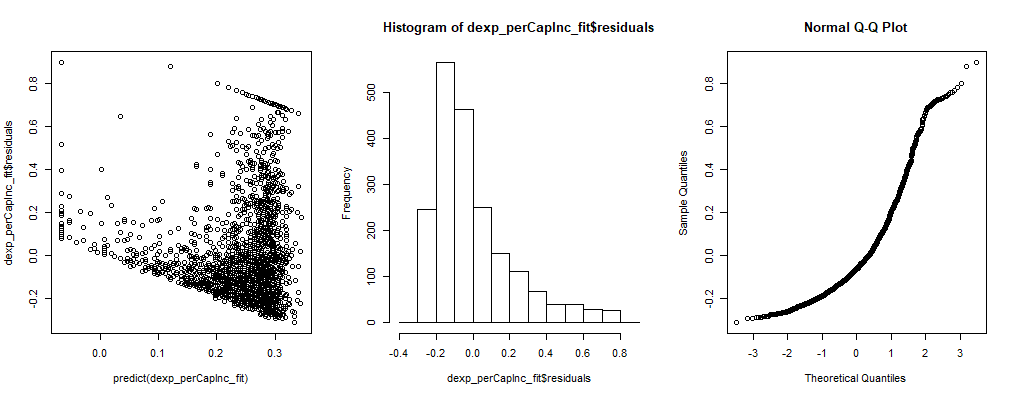 dexp_perCapInc_fit$residuals
0.8
0.6
0.4
0.2
0.0
-0.2
0.0 0.1 0.2 0.3
predict(dexp_perCapInc_fit)
Histogram of dexp_perCapInc_fit$residuals
Frequency
500
400
300
200
100
0
-0.4 -0.2 0.0 0.2 0.4 0.6 0.8
dexp_perCapInc_fit$residuals
Normal Q-Q Plot
Sample Quantiles
0.8
0.6
0.4
0.2
0.0
-0.2
-3 -2 -1 0 1 2 3
Theoretical Quantiles